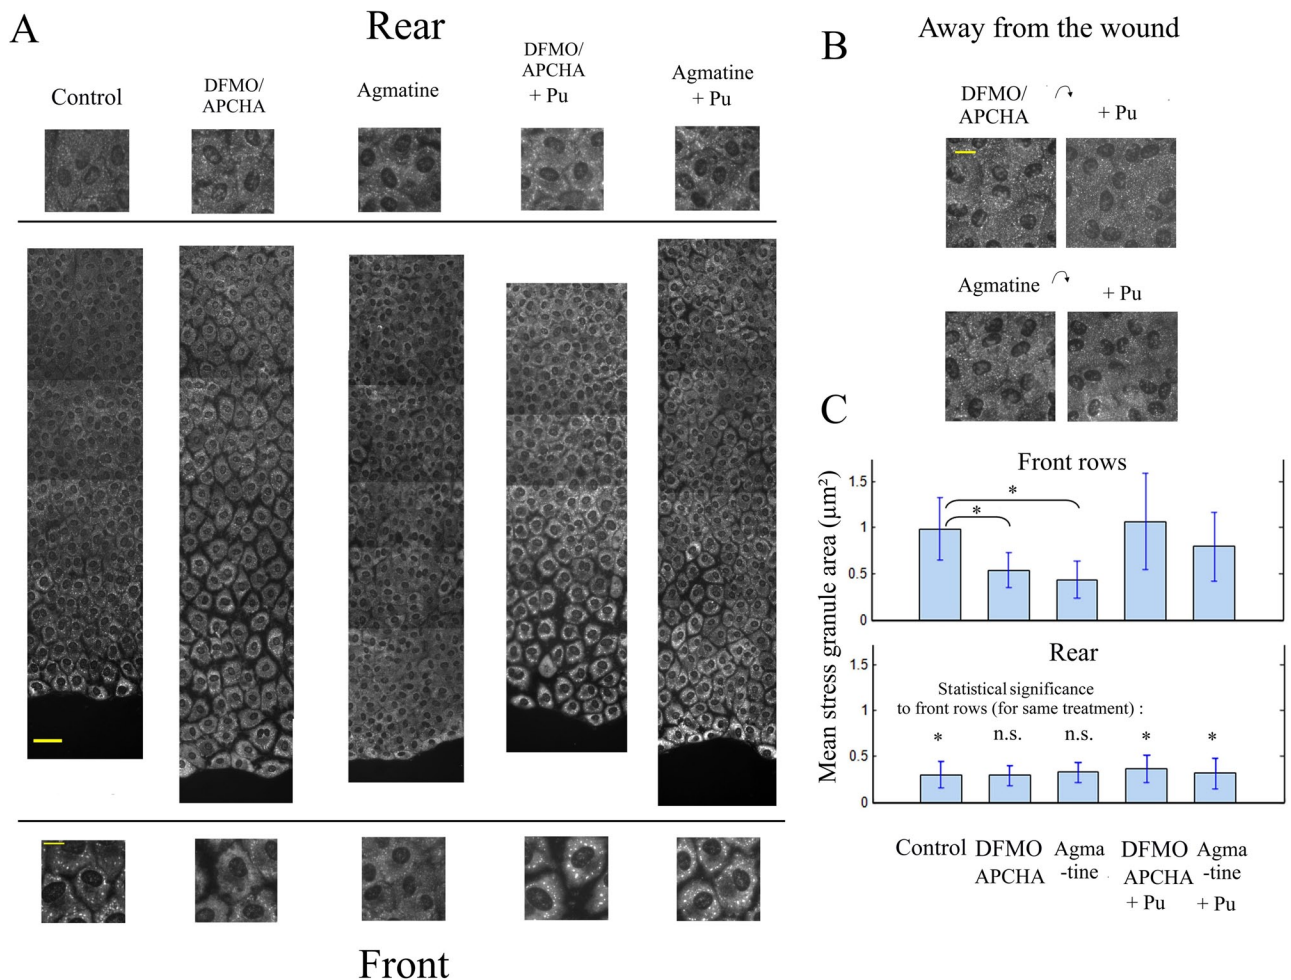 A
Rear
Control
DFMO/
APCHA
Agmatine
DFMO/
APCHA
+ Pu
Agmatine
+ Pu
Front
B
Away from the wound
DFMO/
APCHA
+ Pu
Agmatine
+ Pu
C
Mean stress granule area (µm²)
Front rows
1.5
1
0.5
0
*
*
Rear
1.5
1
0.5
0
Statistical significance
to front rows (for same treatment) :
* n.s. n.s. * *
Control
DFMO
APCHA
Agma
-tine
DFMO
APCHA
+ Pu
Agma
-tine
+ Pu